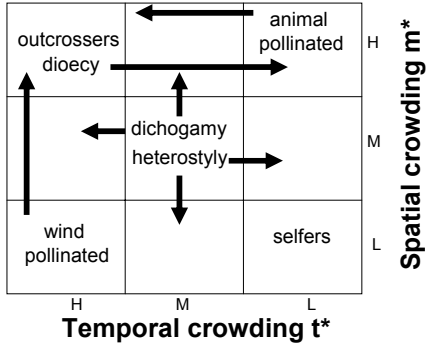 outcrossers
dioecy
animal
pollinated
H
dichogamy
heterostyly
M
wind
pollinated
selfers
L
H
M
L
Temporal crowding t*
Spatial crowding m*